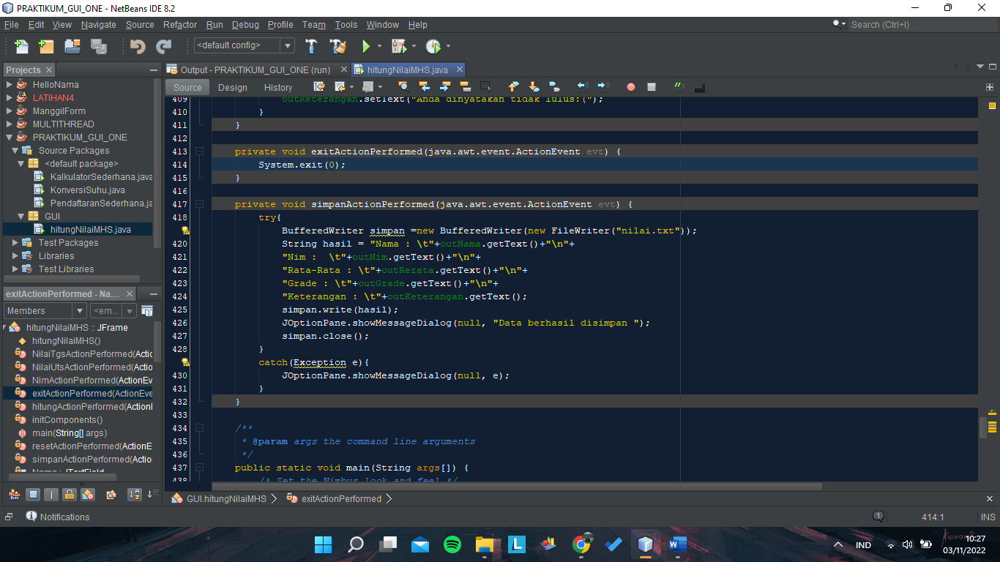 PRAKTIKUM_GUI_ONE - NetBeans IDE 8.2
File Edit View Navigate Source Refactor Run Debug Profile Team Tools Window Help
Search (Ctrl+I)
<default config>
Projects
HelloNama
LATIHAN4
ManggilForm
MULTITHREAD
PRAKTIKUM_GUI_ONE
Source Packages
<default package>
KalkulatorSederhana.java
KonversiSuhu.java
PendaftaranSederhana.ja
GUI
hitungNilaiMHS.java
Test Packages
Libraries
Test Libraries
exitActionPerformed - Na...
Members
<em...
hitungNilaiMHS :: JFrame
hitungNilaiMHS()
NilaiTgsActionPerformed(Actic
NilaiUtsActionPerformed(Actio
NimActionPerformed(ActionEv
exitActionPerformed(ActionEve
hitungActionPerformed(ActionI
initComponents()
main(String[] args)
resetActionPerformed(ActionE
simpanActionPerformed(Actio
Nama : JTextField
Output - PRAKTIKUM_GUI_ONE (run)
hitungNilaiMHS.java
Source Design History
409 outKeterangan.setText("Anda dinyatakan tidak lulus:(");
410 }
411 }
412
413 private void exitActionPerformed(java.awt.event.ActionEvent evt) {
414 System.exit(0);
415 }
416
417 private void simpanActionPerformed(java.awt.event.ActionEvent evt) {
418 try{
BufferedWriter simpan =new BufferedWriter(new FileWriter("nilai.txt"));
420 String hasil = "Nama : \t"+outNama.getText()+"\n"+
421 "Nim :  \t"+outNim.getText()+"\n"+
422 "Rata-Rata : \t"+outRerata.getText()+"\n"+
423 "Grade : \t"+outGrade.getText()+"\n"+
424 "Keterangan : \t"+outKeterangan.getText();
425 simpan.write(hasil);
426 JOptionPane.showMessageDialog(null, "Data berhasil disimpan ");
427 simpan.close();
428 }
catch(Exception e){
430 JOptionPane.showMessageDialog(null, e);
431 }
432 }
433
434 /**
435 * @param args the command line arguments
436 */
437 public static void main(String args[]) {
438 /* Set the Nimbus look and feel */
GUI.hitungNilaiMHS exitActionPerformed
Notifications
1
414:1
INS
IND
10:27
03/11/2022